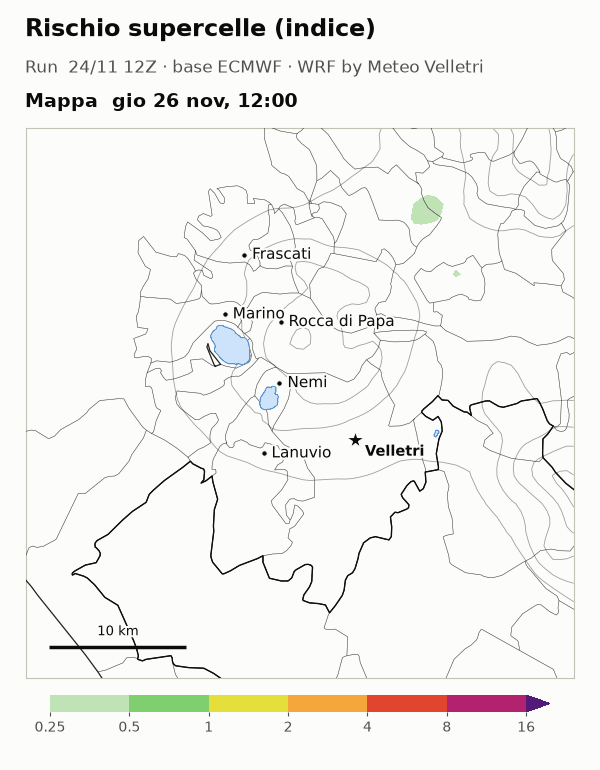 Rischio supercelle (indice)
Run  24/11 12Z · base ECMWF · WRF by Meteo Velletri
Mappa  gio 26 nov, 12:00
Frascati
Marino
Rocca di Papa
Nemi
Velletri
Lanuvio
10 km
0.25 0.5 1 2 4 8 16